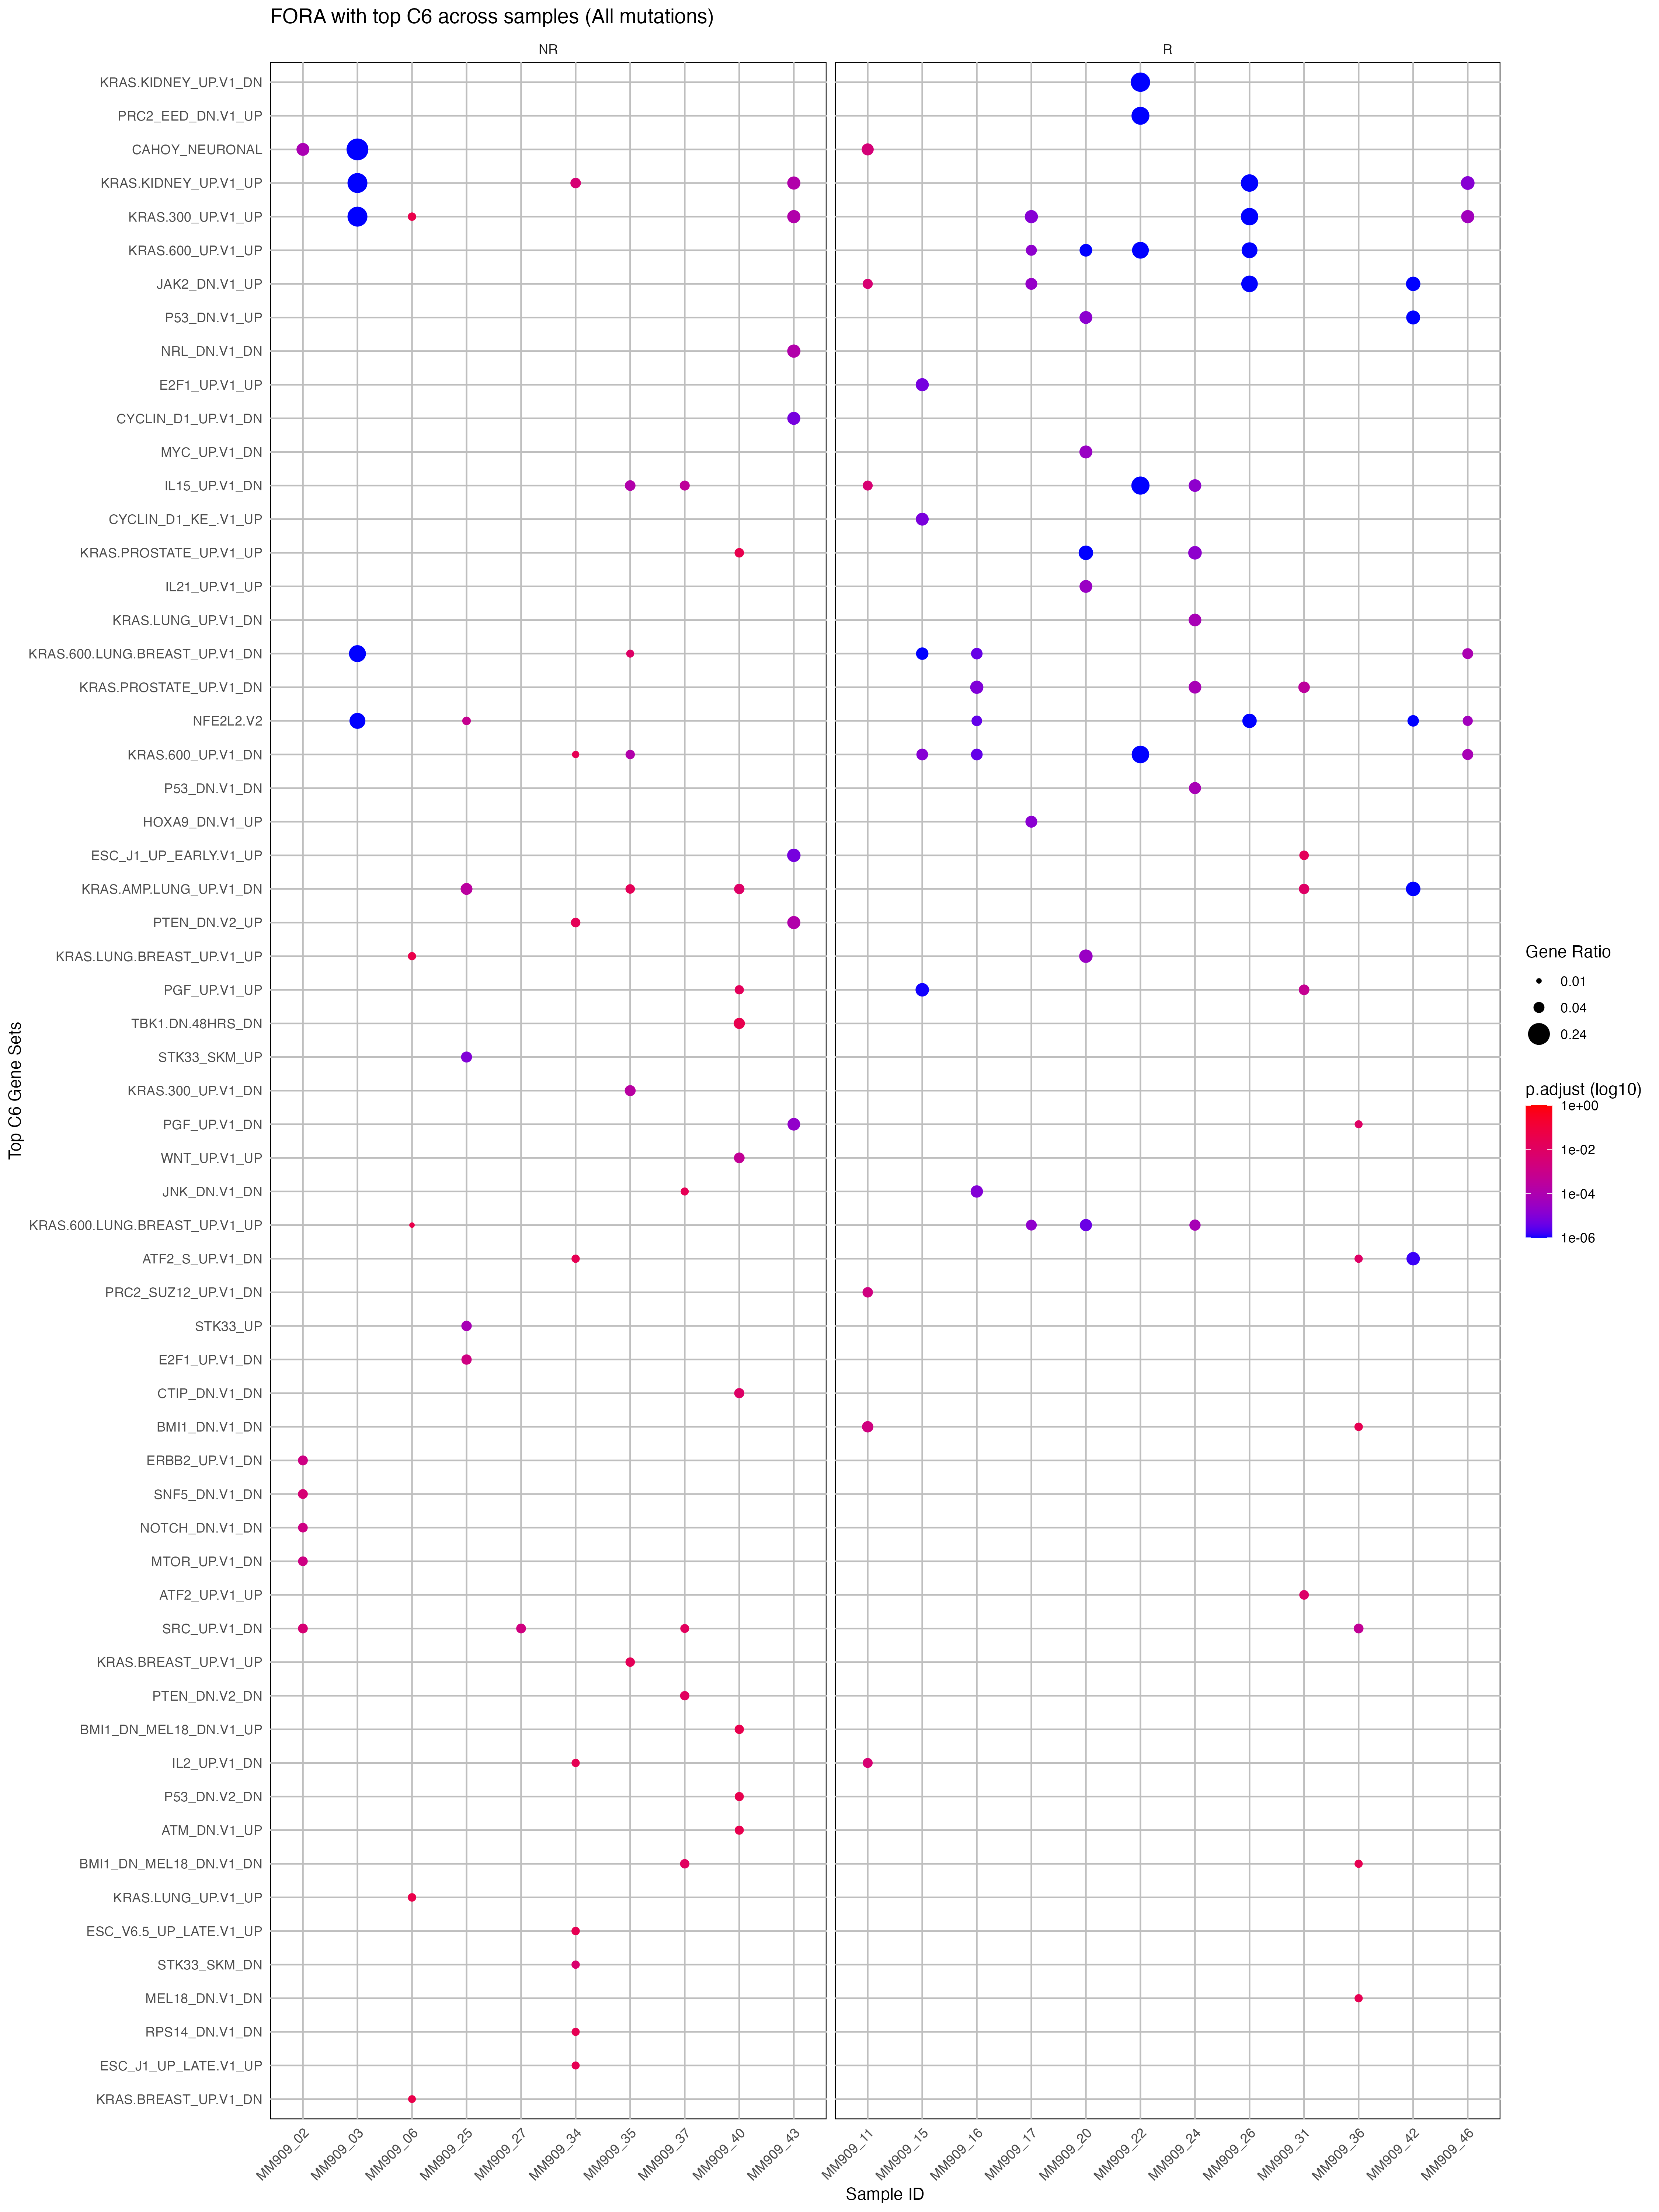 FORA with top C6 across samples (All mutations)
NR
R
KRAS.KIDNEY_UP.V1_DN
PRC2_EED_DN.V1_UP
CAHOY_NEURONAL
KRAS.KIDNEY_UP.V1_UP
KRAS.300_UP.V1_UP
KRAS.600_UP.V1_UP
JAK2_DN.V1_UP
P53_DN.V1_UP
NRL_DN.V1_DN
E2F1_UP.V1_UP
CYCLIN_D1_UP.V1_DN
MYC_UP.V1_DN
IL15_UP.V1_DN
CYCLIN_D1_KE_.V1_UP
KRAS.PROSTATE_UP.V1_UP
IL21_UP.V1_UP
KRAS.LUNG_UP.V1_DN
KRAS.600.LUNG.BREAST_UP.V1_DN
KRAS.PROSTATE_UP.V1_DN
NFE2L2.V2
KRAS.600_UP.V1_DN
P53_DN.V1_DN
HOXA9_DN.V1_UP
ESC_J1_UP_EARLY.V1_UP
KRAS.AMP.LUNG_UP.V1_DN
PTEN_DN.V2_UP
KRAS.LUNG.BREAST_UP.V1_UP
PGF_UP.V1_UP
TBK1.DN.48HRS_DN
STK33_SKM_UP
KRAS.300_UP.V1_DN
PGF_UP.V1_DN
WNT_UP.V1_UP
JNK_DN.V1_DN
KRAS.600.LUNG.BREAST_UP.V1_UP
ATF2_S_UP.V1_DN
PRC2_SUZ12_UP.V1_DN
STK33_UP
E2F1_UP.V1_DN
CTIP_DN.V1_DN
BMI1_DN.V1_DN
ERBB2_UP.V1_DN
SNF5_DN.V1_DN
NOTCH_DN.V1_DN
MTOR_UP.V1_DN
ATF2_UP.V1_UP
SRC_UP.V1_DN
KRAS.BREAST_UP.V1_UP
PTEN_DN.V2_DN
BMI1_DN_MEL18_DN.V1_UP
IL2_UP.V1_DN
P53_DN.V2_DN
ATM_DN.V1_UP
BMI1_DN_MEL18_DN.V1_DN
KRAS.LUNG_UP.V1_UP
ESC_V6.5_UP_LATE.V1_UP
STK33_SKM_DN
MEL18_DN.V1_DN
RPS14_DN.V1_DN
ESC_J1_UP_LATE.V1_UP
KRAS.BREAST_UP.V1_DN
Top C6 Gene Sets
MM909_02
MM909_03
MM909_06
MM909_25
MM909_27
MM909_34
MM909_35
MM909_37
MM909_40
MM909_43
MM909_11
MM909_15
MM909_16
MM909_17
MM909_20
MM909_22
MM909_24
MM909_26
MM909_31
MM909_36
MM909_42
MM909_46
Sample ID
Gene Ratio
0.01
0.04
0.24
p.adjust (log10)
1e+00
1e-02
1e-04
1e-06